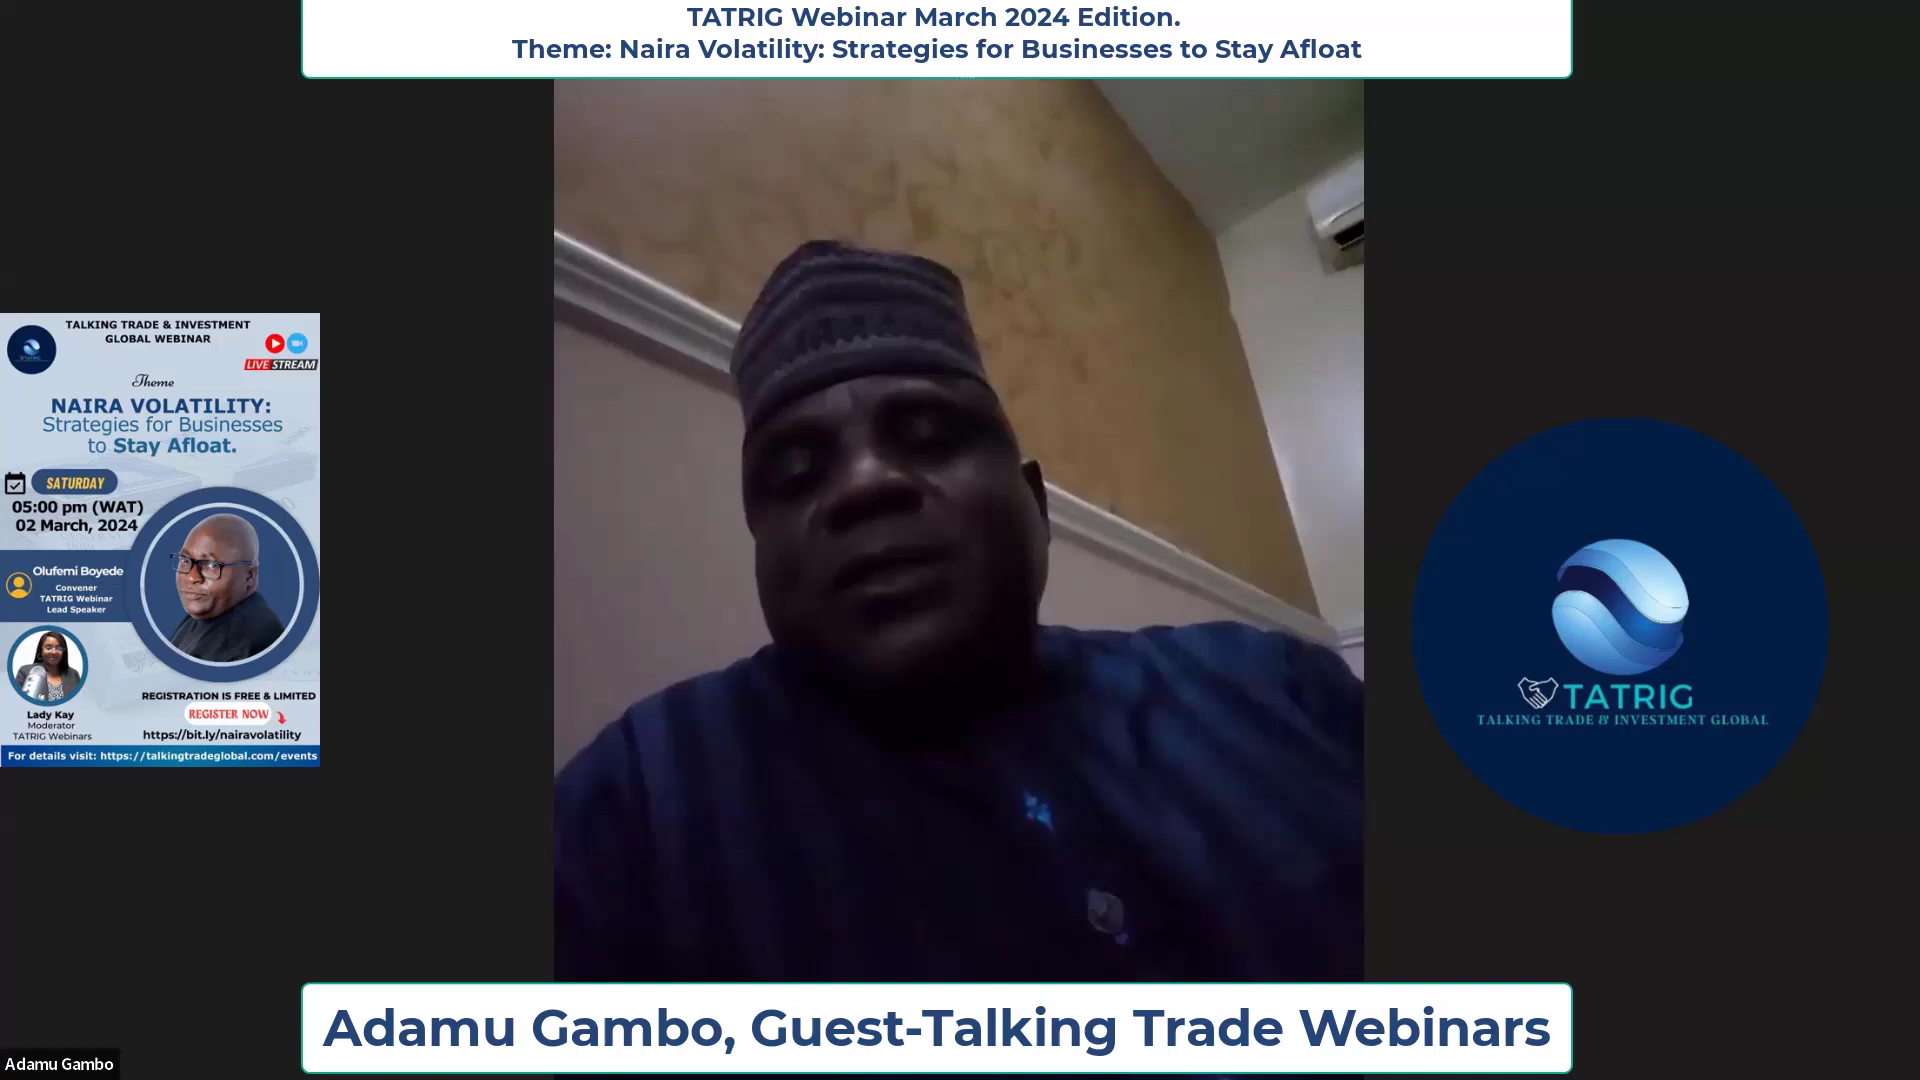 TATRIG Webinar March 2024 Edition.
Theme: Naira Volatility: Strategies for Businesses to Stay Afloat
TALKING TRADE & INVESTMENT
GLOBAL WEBINAR
LIVE STREAM
Theme
NAIRA VOLATILITY:
Strategies for Businesses
to Stay Afloat.
SATURDAY
05:00 pm (WAT)
02 March, 2024
Olufemi Boyede
Convener
TATRIG Webinar
Lead Speaker
Lady Kay
Moderator
TATRIG Webinars
REGISTRATION IS FREE & LIMITED
REGISTER NOW
https://bit.ly/nairavolatility
For details visit: https://talkingtradeglobal.com/events
TATRIG
TALKING TRADE & INVESTMENT GLOBAL
Adamu Gambo, Guest-Talking Trade Webinars
Adamu Gambo